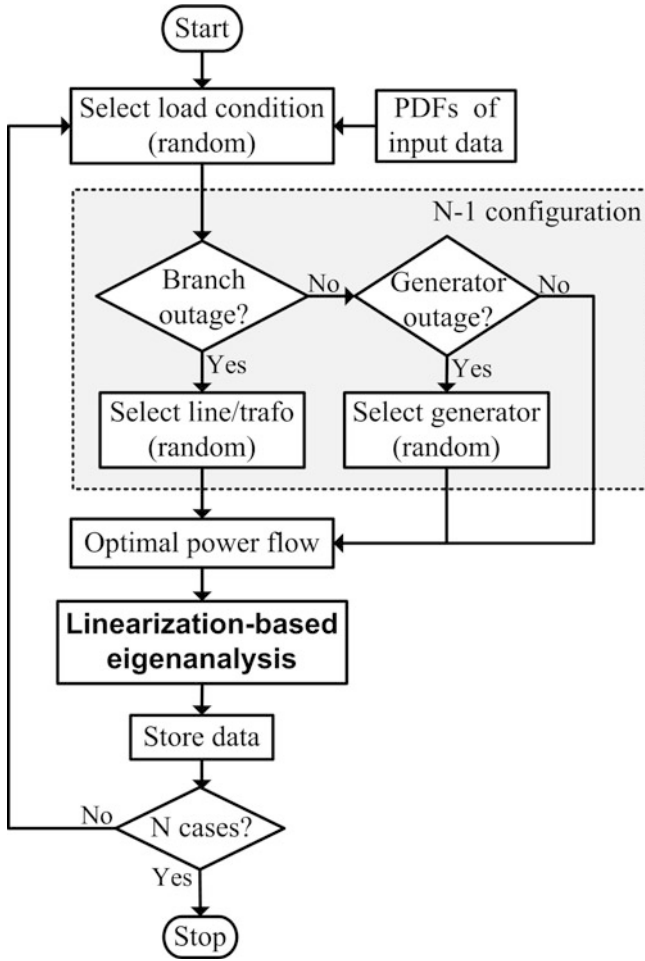 Start
Select load condition
(random)
PDFs of
input data
N-1 configuration
Branch
outage?
No
Generator
outage?
No
Yes
Yes
Select line/trafo
(random)
Select generator
(random)
Optimal power flow
Linearization-based
eigenanalysis
Store data
No
N cases?
Yes
Stop